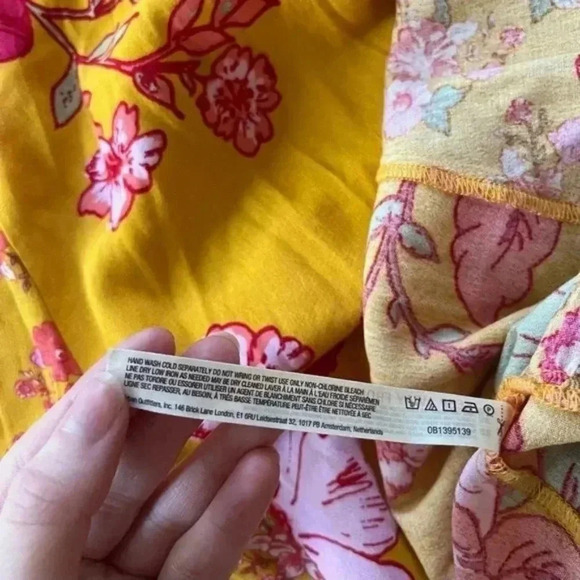 HAND WASH COLD SEPARATELY DO NOT WRING OR TWIST USE ONLY NON-CHLORINE BLEACH
LINE DRY LOW IRON AS NEEDED MAY BE DRY CLEANED LAVER À LA MAIN À L'EAU FROIDE SÉPARÉMENT
NE PAS TORDRE OU ESSORER UTILISER UN AGENT DE BLANCHIMENT SANS CHLORE SI NÉCESSAIRE
LIGNE SEC REPASSER À TRÈS BASSE TEMPÉRATURE PEUT-ÊTRE ÊTRE NETTOYÉ À SEC
Outfitters, Inc. 146 Brick Lane London, E1 6RU Leidsestraat 32, 1017 PB Amsterdam, Netherlands
0B1395139